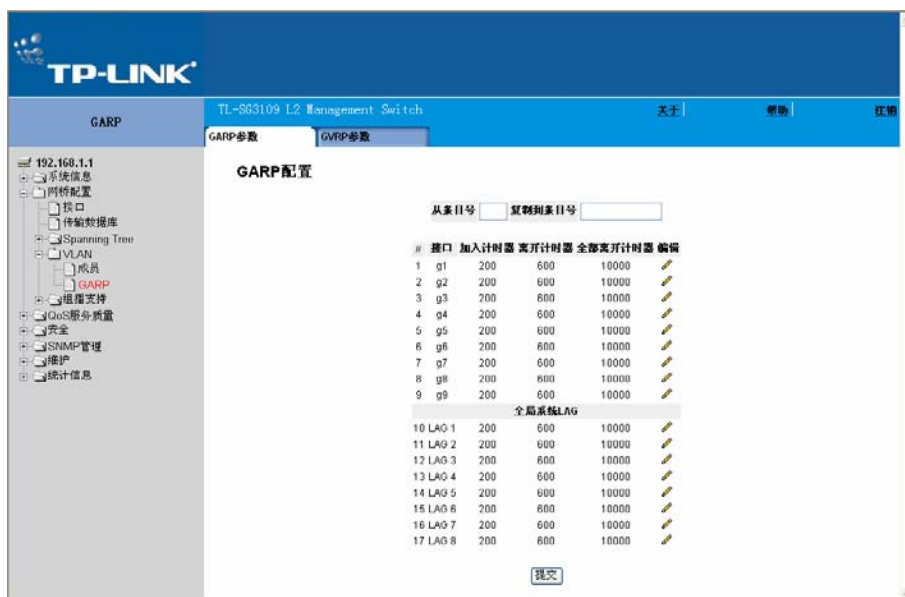 TP-LINK
GARP
TL-SG3109 L2 Management Switch
关于
帮助
注销
GARP参数
GVRP参数
192.168.1.1
系统信息
网桥配置
接口
传输数据库
Spanning Tree
VLAN
成员
GARP
组播支持
QoS服务质量
安全
SNMP管理
维护
统计信息
GARP配置
从条目号 复制到条目号
# 接口 加入计时器 离开计时器 全部离开计时器 编辑
1 g1 200 600 10000
2 g2 200 600 10000
3 g3 200 600 10000
4 g4 200 600 10000
5 g5 200 600 10000
6 g6 200 600 10000
7 g7 200 600 10000
8 g8 200 600 10000
9 g9 200 600 10000
全局系统LAG
10 LAG 1 200 600 10000
11 LAG 2 200 600 10000
12 LAG 3 200 600 10000
13 LAG 4 200 600 10000
14 LAG 5 200 600 10000
15 LAG 6 200 600 10000
16 LAG 7 200 600 10000
17 LAG 8 200 600 10000
提交